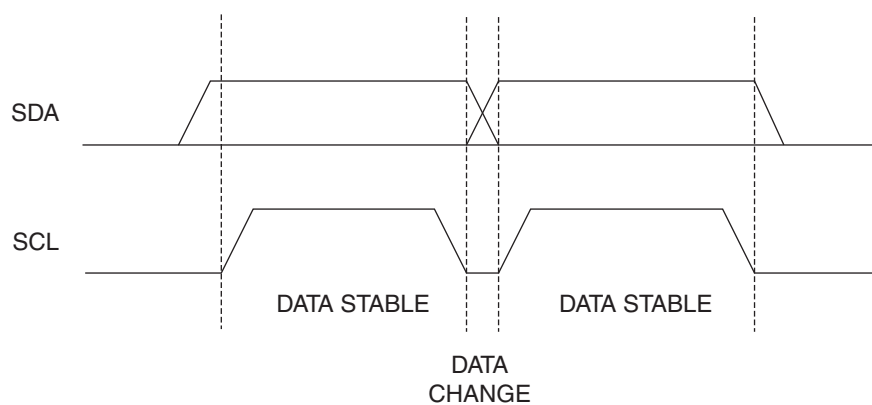 SDA
SCL
DATA STABLE
DATA STABLE
DATA
CHANGE